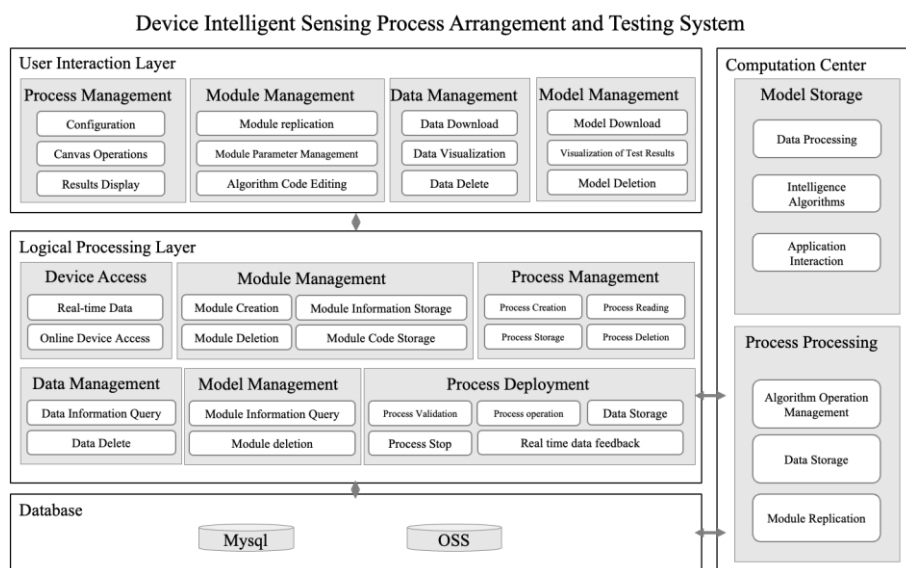 Device Intelligent Sensing Process Arrangement and Testing System
User Interaction Layer
Process Management
Configuration
Canvas Operations
Results Display
Module Management
Module replication
Module Parameter Management
Algorithm Code Editing
Data Management
Data Download
Data Visualization
Data Delete
Model Management
Model Download
Visualization of Test Results
Model Deletion
Logical Processing Layer
Device Access
Real-time Data
Online Device Access
Module Management
Module Creation
Module Information Storage
Module Deletion
Module Code Storage
Process Management
Process Creation
Process Reading
Process Storage
Process Deletion
Data Management
Data Information Query
Data Delete
Model Management
Module Information Query
Module deletion
Process Deployment
Process Validation
Process operation
Data Storage
Process Stop
Real time data feedback
Database
Mysql
OSS
Computation Center
Model Storage
Data Processing
Intelligence
Algorithms
Application
Interaction
Process Processing
Algorithm Operation
Management
Data Storage
Module Replication